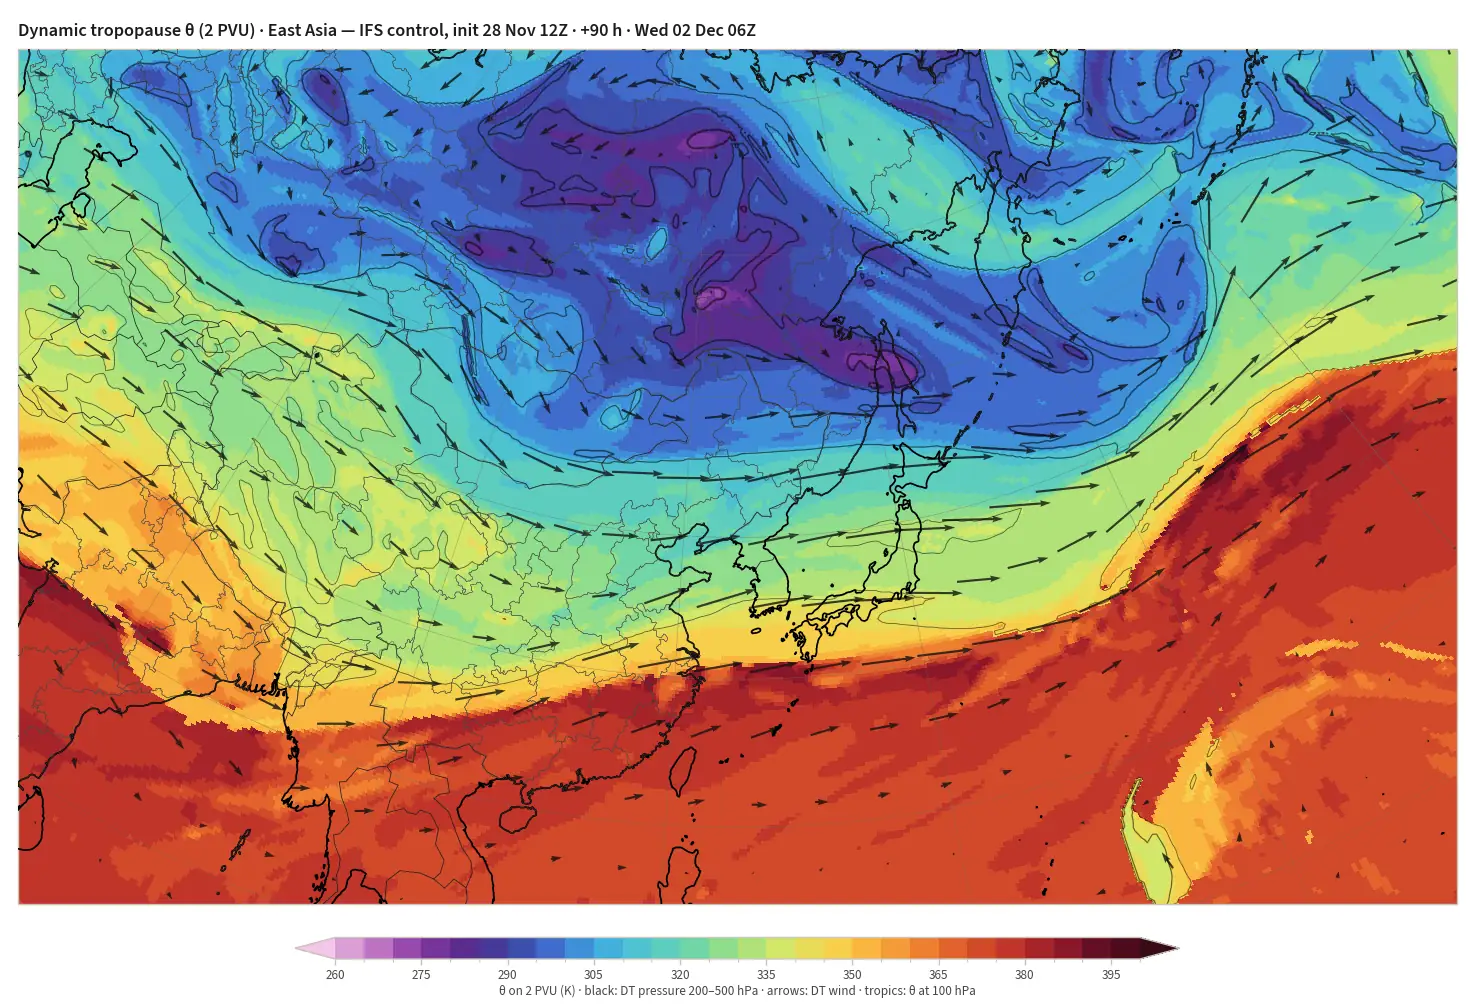 Dynamic tropopause θ (2 PVU) · East Asia — IFS control, init 28 Nov 12Z · +90 h · Wed 02 Dec 06Z
260 275 290 305 320 335 350 365 380 395
θ on 2 PVU (K) · black: DT pressure 200–500 hPa · arrows: DT wind · tropics: θ at 100 hPa